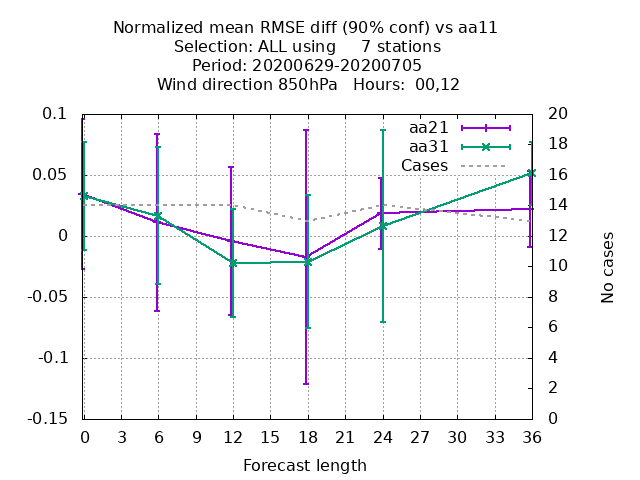 Normalized mean RMSE diff (90% conf) vs aa11
Selection: ALL using     7 stations
Period: 20200629-20200705
Wind direction 850hPa   Hours:  00,12
0.1
0.05
0
-0.05
-0.1
-0.15
20
18
16
14
12
10
8
6
4
2
0
aa21
aa31
Cases
No cases
0 3 6 9 12 15 18 21 24 27 30 33 36
Forecast length